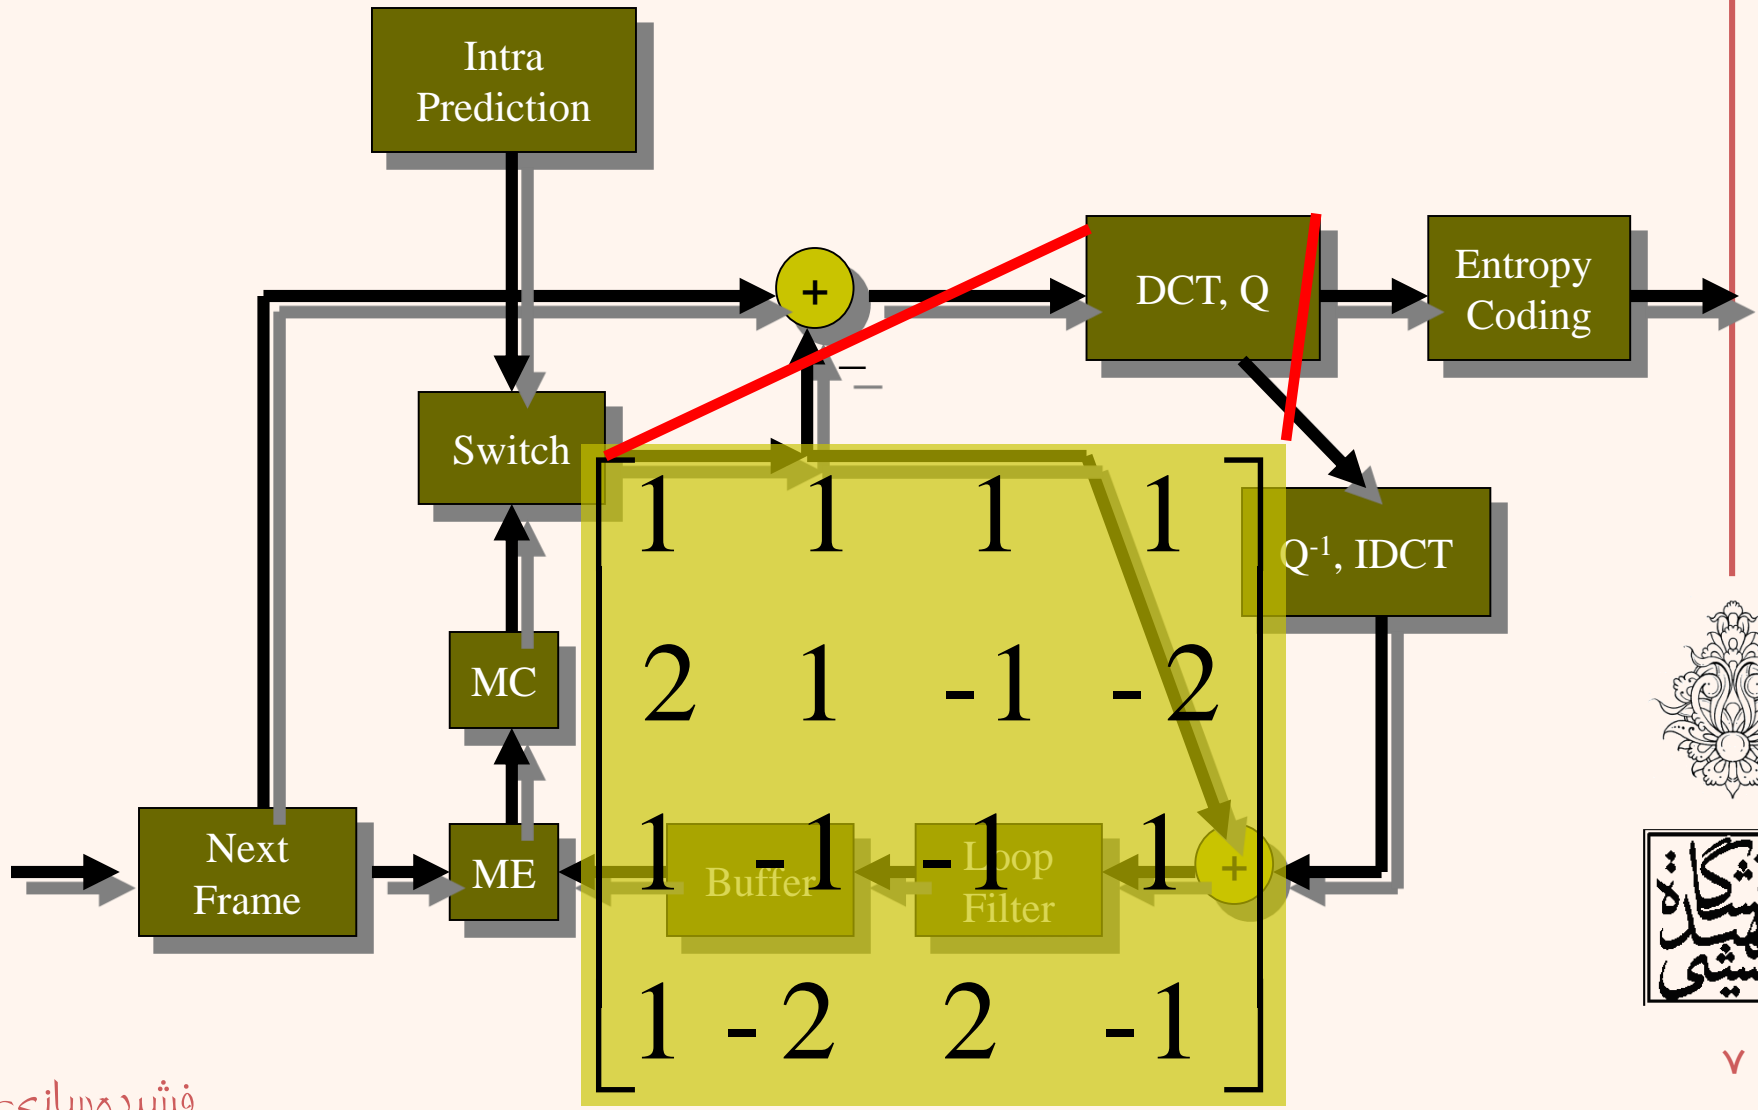 Intra
Prediction
+
DCT, Q
Entropy
Coding
–
Switch
Q-1, IDCT
1 1 1 1
2 1 -1 -2
1 -1 -1 1
1 -2 2 -1
MC
Next
Frame
ME
Buffer
Loop
Filter
+
۷